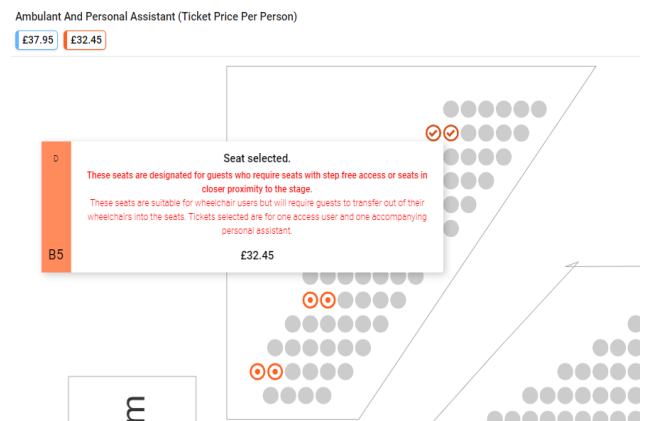 Ambulant And Personal Assistant (Ticket Price Per Person)
£37.95 £32.45
D
Seat selected.
These seats are designated for guests who require seats with step free access or seats in
closer proximity to the stage.
These seats are suitable for wheelchair users but will require guests to transfer out of their
wheelchairs into the seats. Tickets selected are for one access user and one accompanying
personal assistant.
B5
£32.45
m